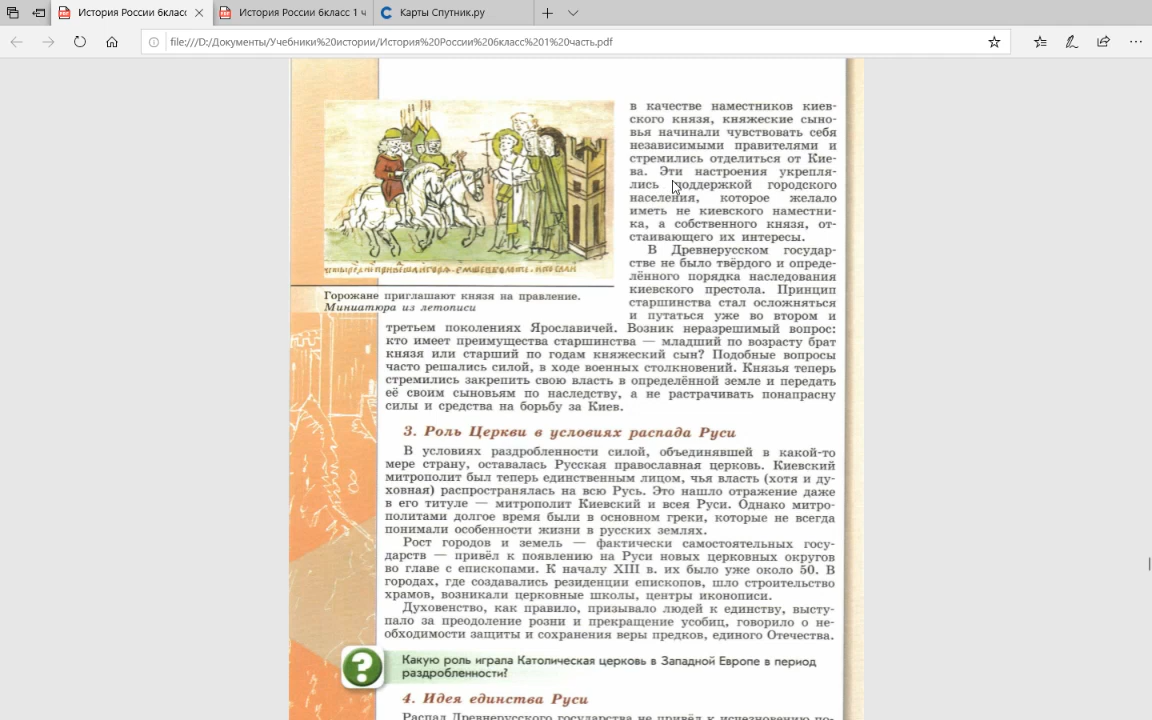 История России 6класс
История России 6класс 1 ч
Карты Спутник.ру
file:///D:/Документы/Учебники%20истории/История%20России%206класс%201%20часть.pdf
в качестве наместников киев-
ского князя, княжеские сыно-
вья начинали чувствовать себя
независимыми правителями и
стремились отделиться от Кие-
ва. Эти настроения укрепля-
лись поддержкой городского
населения, которое желало
иметь не киевского наместни-
ка, а собственного князя, от-
стаивающего их интересы.
В Древнерусском государ-
стве не было твёрдого и опреде-
лённого порядка наследования
киевского престола. Принцип
старшинства стал осложняться
и путаться уже во втором и
Горожане приглашают князя на правление.
Миниатюра из летописи
третьем поколениях Ярославичей. Возник неразрешимый вопрос:
кто имеет преимущества старшинства — младший по возрасту брат
князя или старший по годам княжеский сын? Подобные вопросы
часто решались силой, в ходе военных столкновений. Князья теперь
стремились закрепить свою власть в определённой земле и передать
её своим сыновьям по наследству, а не растрачивать понапрасну
силы и средства на борьбу за Киев.
3. Роль Церкви в условиях распада Руси
В условиях раздробленности силой, объединявшей в какой-то
мере страну, оставалась Русская православная церковь. Киевский
митрополит был теперь единственным лицом, чья власть (хотя и ду-
ховная) распространялась на всю Русь. Это нашло отражение даже
в его титуле — митрополит Киевский и всея Руси. Однако митро-
политами долгое время были в основном греки, которые не всегда
понимали особенности жизни в русских землях.
Рост городов и земель — фактически самостоятельных госу-
дарств — привёл к появлению на Руси новых церковных округов
во главе с епископами. К началу XIII в. их было уже около 50. В
городах, где создавались резиденции епископов, шло строительство
храмов, возникали церковные школы, центры иконописи.
Духовенство, как правило, призывало людей к единству, высту-
пало за преодоление розни и прекращение усобиц, говорило о не-
обходимости защиты и сохранения веры предков, единого Отечества.
?
Какую роль играла Католическая церковь в Западной Европе в период
раздробленности?
4. Идея единства Руси
Распад Древнерусского государства не привёл к исчезновению по-